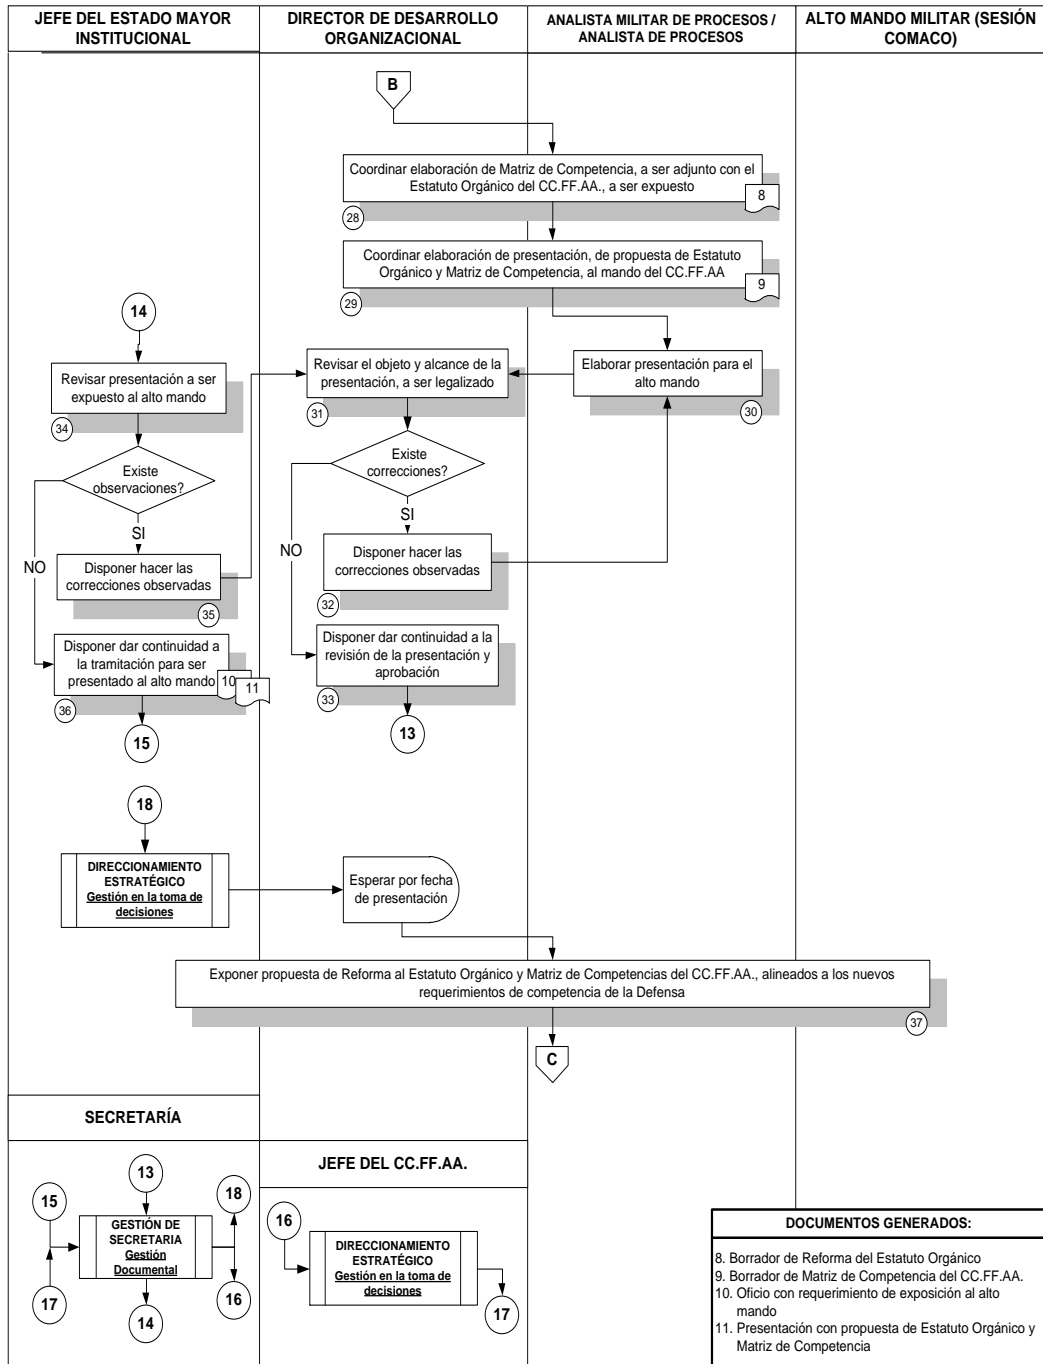 JEFE DEL ESTADO MAYOR
INSTITUCIONAL
DIRECTOR DE DESARROLLO
ORGANIZACIONAL
ANALISTA MILITAR DE PROCESOS /
ANALISTA DE PROCESOS
ALTO MANDO MILITAR (SESIÓN
COMACO)
B
Coordinar elaboración de Matriz de Competencia, a ser adjunto con el
Estatuto Orgánico del CC.FF.AA., a ser expuesto
8
28
Coordinar elaboración de presentación, de propuesta de Estatuto
Orgánico y Matriz de Competencia, al mando del CC.FF.AA
9
29
14
Revisar presentación a ser
expuesto al alto mando
34
Revisar el objeto y alcance de la
presentación, a ser legalizado
31
Elaborar presentación para el
alto mando
30
Existe
observaciones?
Existe
correcciones?
SI
NO
SI
NO
Disponer hacer las
correcciones observadas
35
Disponer hacer las
correcciones observadas
32
Disponer dar continuidad a
la tramitación para ser
presentado al alto mando
10
11
36
Disponer dar continuidad a la
revisión de la presentación y
aprobación
33
15
13
18
DIRECCIONAMIENTO
ESTRATÉGICO
Gestión en la toma de
decisiones
Esperar por fecha
de presentación
Exponer propuesta de Reforma al Estatuto Orgánico y Matriz de Competencias del CC.FF.AA., alineados a los nuevos
requerimientos de competencia de la Defensa
37
C
SECRETARÍA
JEFE DEL CC.FF.AA.
13
15
18
GESTIÓN DE
SECRETARIA
Gestión
Documental
17
14
16
16
DIRECCIONAMIENTO
ESTRATÉGICO
Gestión en la toma de
decisiones
17
DOCUMENTOS GENERADOS:
8. Borrador de Reforma del Estatuto Orgánico
9. Borrador de Matriz de Competencia del CC.FF.AA.
10. Oficio con requerimiento de exposición al alto
mando
11. Presentación con propuesta de Estatuto Orgánico y
Matriz de Competencia